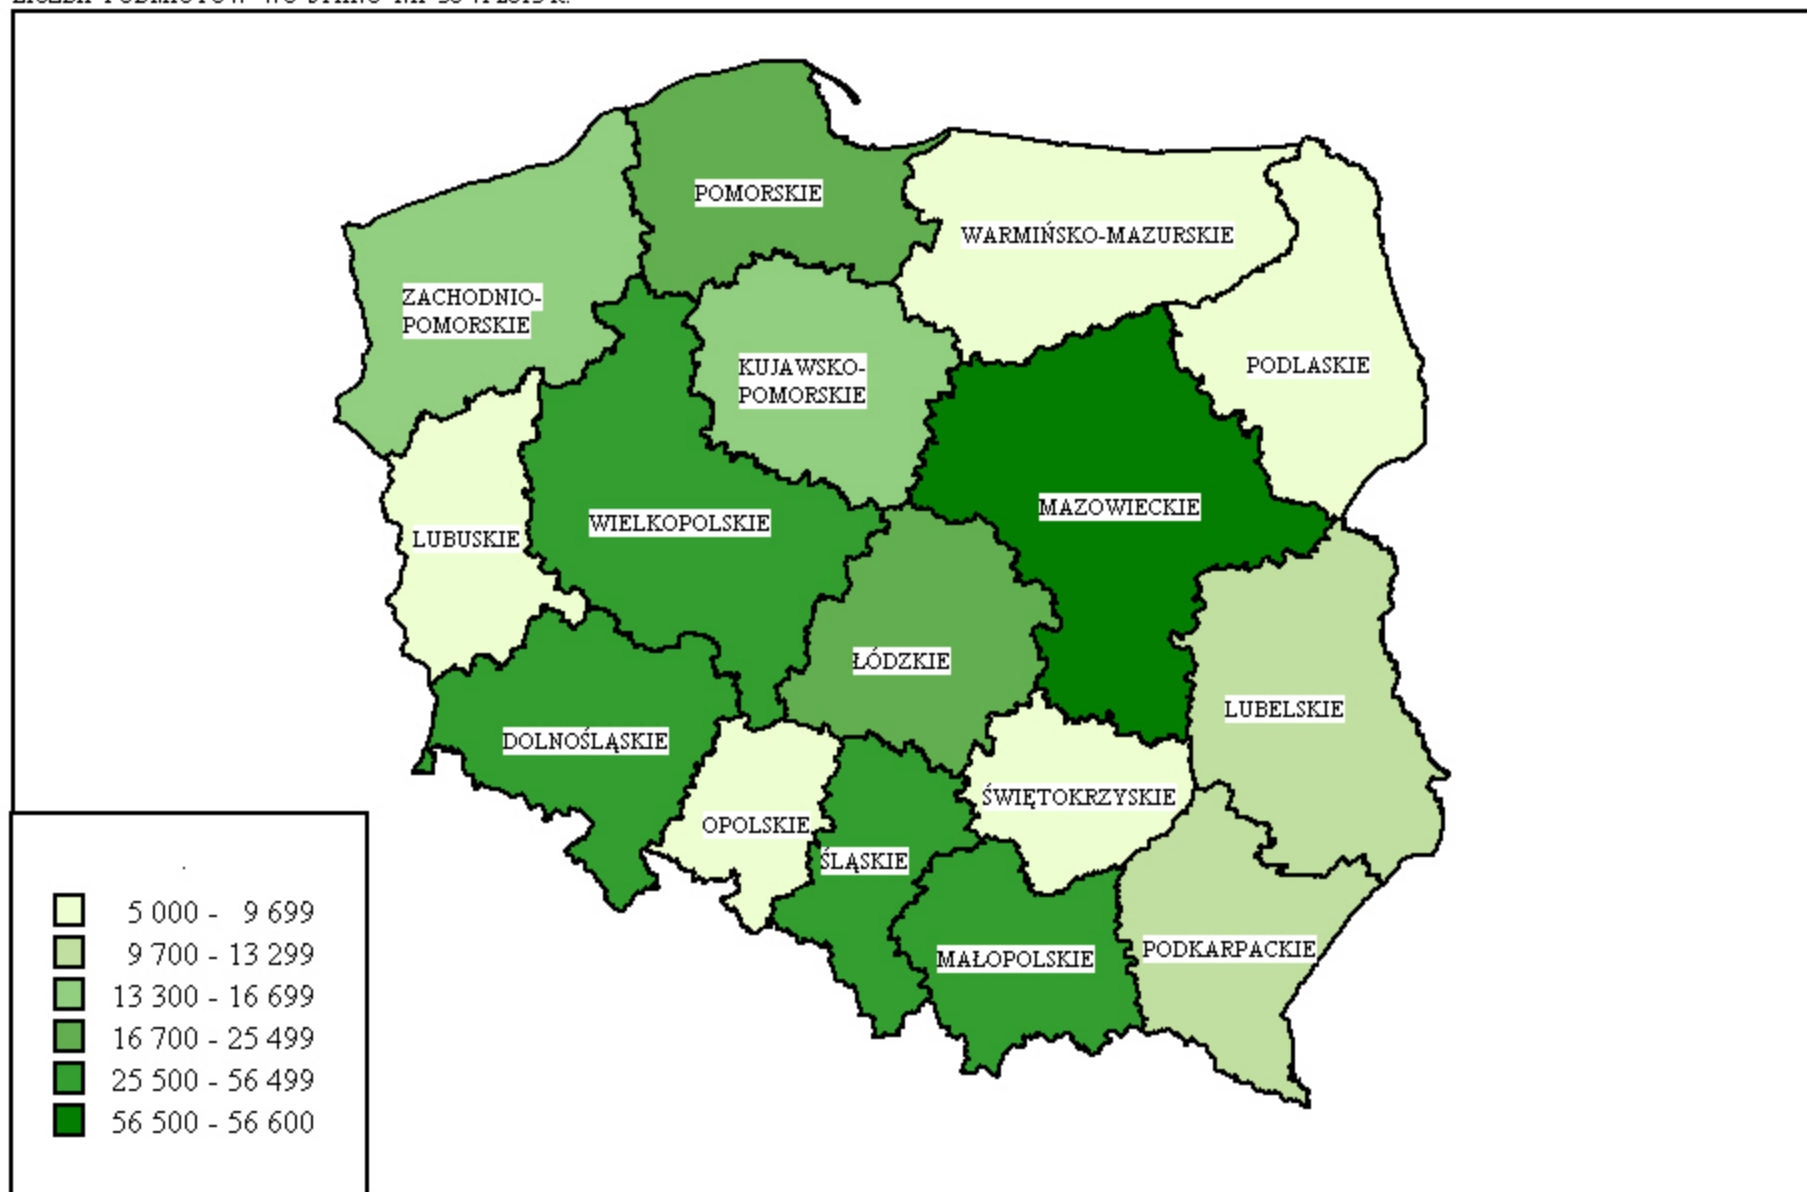 POMORSKIE
WARMIŃSKO-MAZURSKIE
ZACHODNIO-
POMORSKIE
KUJAWSKO-
POMORSKIE
PODLASKIE
MAZOWIECKIE
WIELKOPOLSKIE
LUBUSKIE
ŁÓDZKIE
LUBELSKIE
DOLNOŚLĄSKIE
ŚWIĘTOKRZYSKIE
OPOLSKIE
ŚLĄSKIE
PODKARPACKIE
MAŁOPOLSKIE
5 000 - 9 699
9 700 - 13 299
13 300 - 16 699
16 700 - 25 499
25 500 - 56 499
56 500 - 56 600